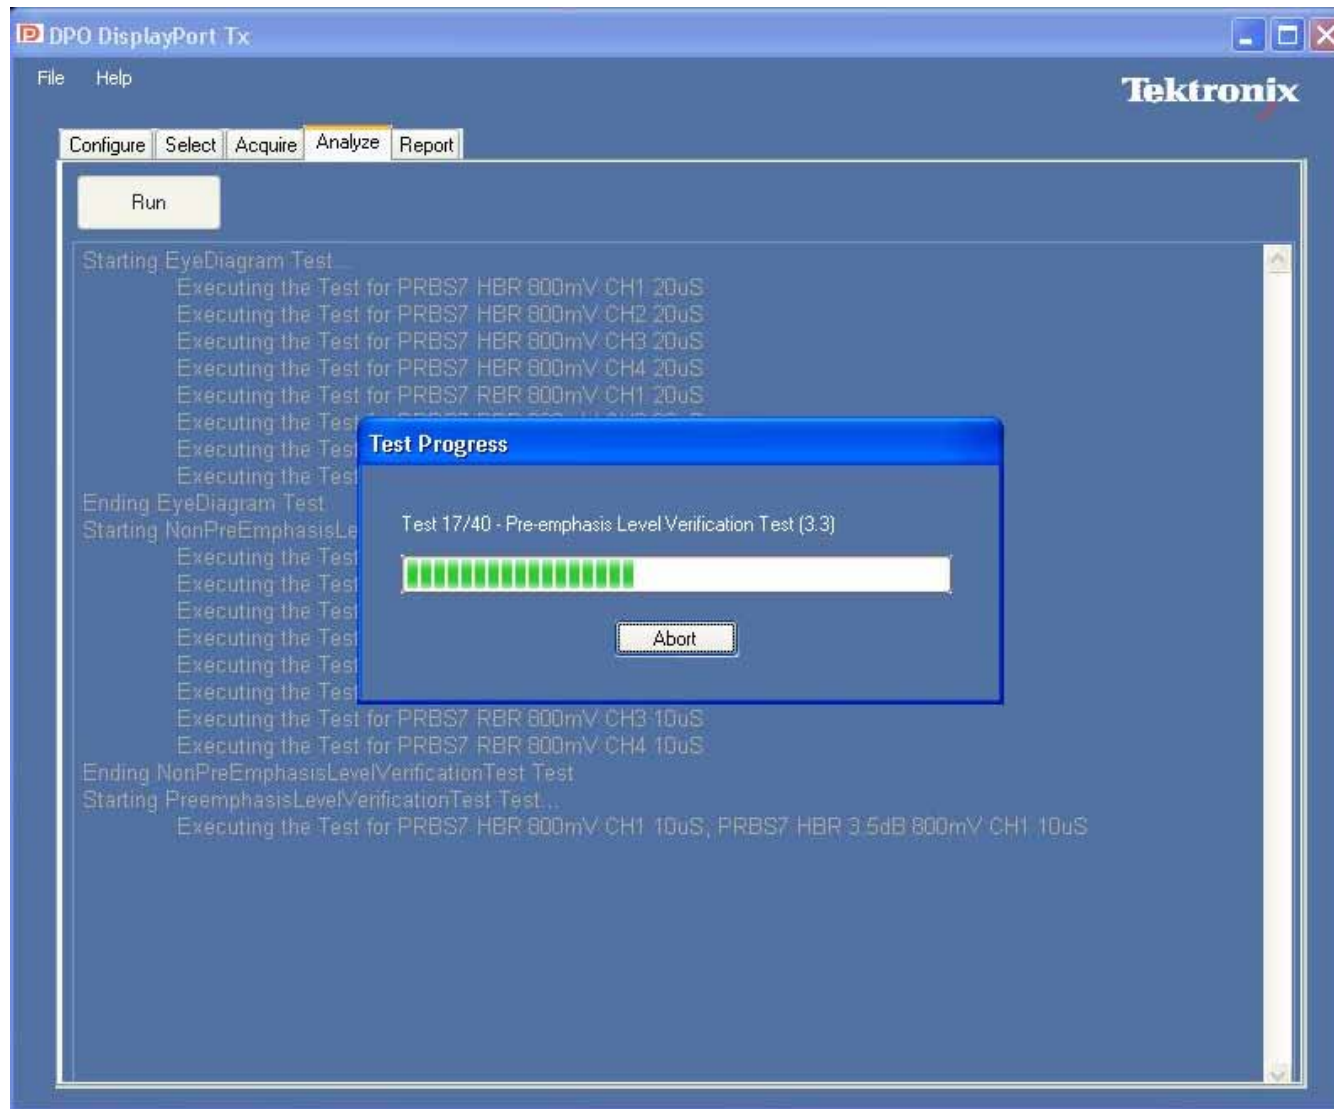 DPO DisplayPort Tx
File Help
Tektronix
Configure Select Acquire Analyze Report
Run
Starting EyeDiagram Test...
Executing the Test for PRBS7 HBR 800mV CH1 20uS
Executing the Test for PRBS7 HBR 800mV CH2 20uS
Executing the Test for PRBS7 HBR 800mV CH3 20uS
Executing the Test for PRBS7 HBR 800mV CH4 20uS
Executing the Test for PRBS7 RBR 800mV CH1 20uS
Executing the Test
Executing the Test
Executing the Test
Ending EyeDiagram Test
Starting NonPreEmphasisLe
Executing the Test
Executing the Test
Executing the Test
Executing the Test
Executing the Test
Executing the Test
Executing the Test for PRBS7 RBR 800mV CH3 10uS
Executing the Test for PRBS7 RBR 800mV CH4 10uS
Ending NonPreEmphasisLevelVerificationTest Test
Starting PreemphasisLevelVerificationTest Test...
Executing the Test for PRBS7 HBR 800mV CH1 10uS, PRBS7 HBR 3.5dB 800mV CH1 10uS
Test Progress
Test 17/40 - Pre-emphasis Level Verification Test (3.3)
Abort